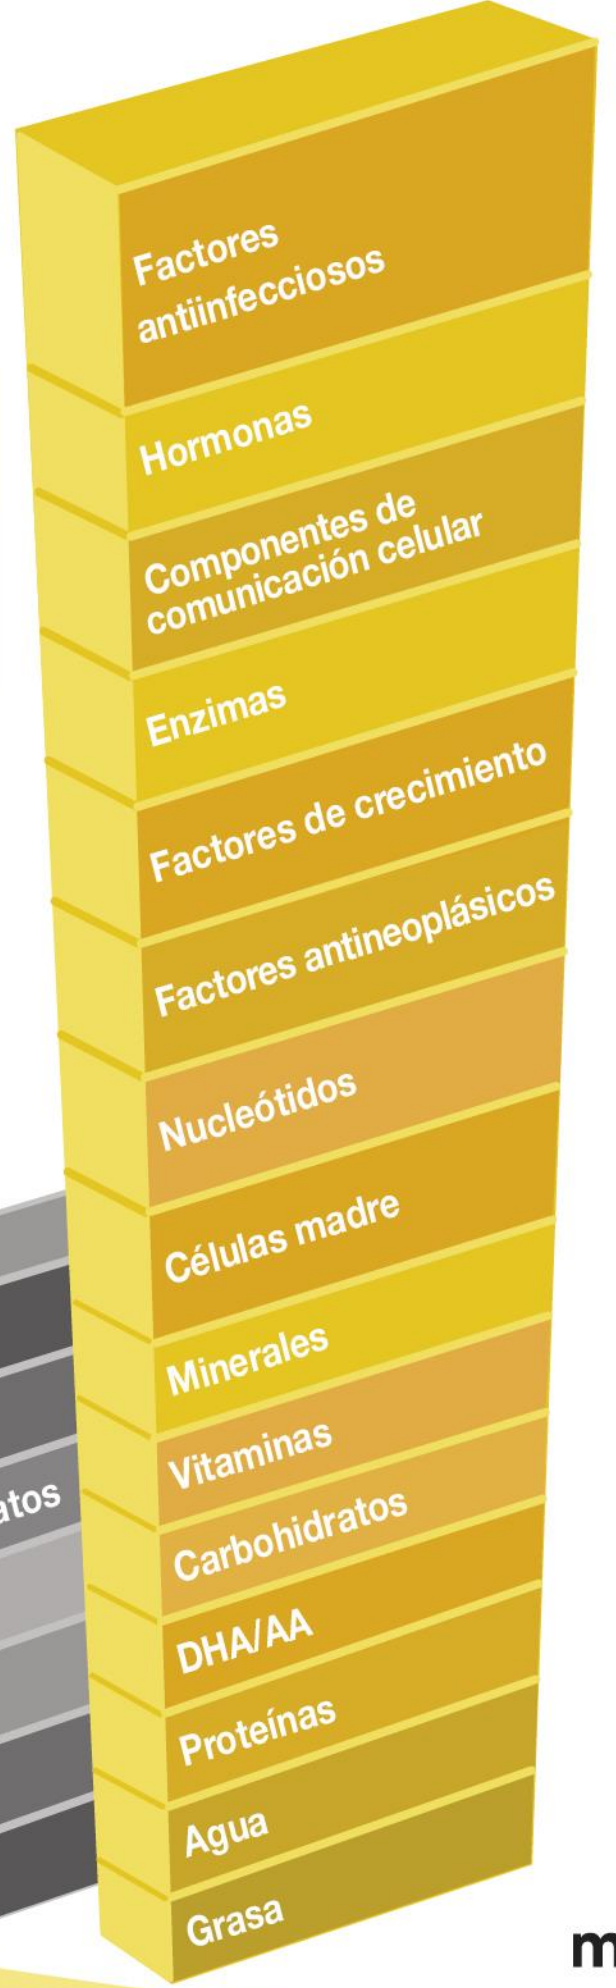 Factores
antiinfecciosos
Hormonas
Componentes de
comunicación celular
Enzimas
Factores de crecimiento
Factores antineoplásicos
Nucleótidos
Células madre
Minerales
Vitaminas
Carbohidratos
DHA/AA
Proteínas
Agua
Grasa